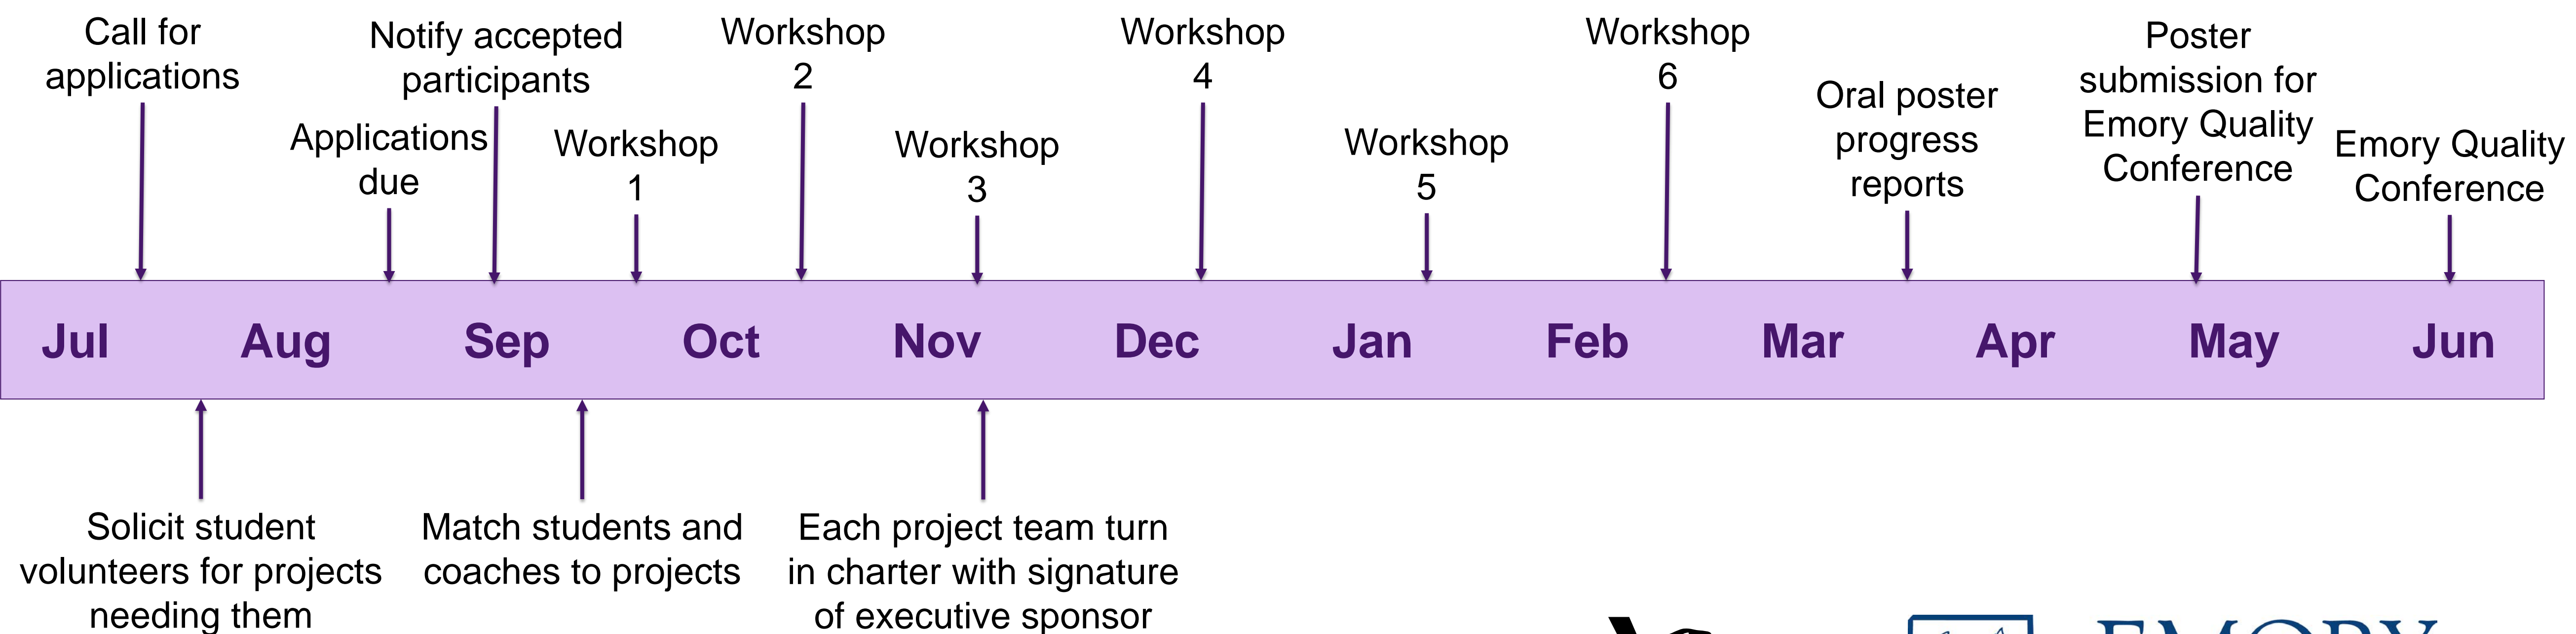 Call for
applications
Notify accepted
participants
Applications
due
Workshop
1
Workshop
2
Workshop
3
Workshop
4
Workshop
5
Workshop
6
Oral poster
progress
reports
Poster
submission for
Emory Quality
Conference
Emory Quality
Conference
Jul Aug Sep Oct Nov Dec Jan Feb Mar Apr May Jun
Solicit student
volunteers for projects
needing them
Match students and
coaches to projects
Each project team turn
in charter with signature
of executive sponsor
EMORY